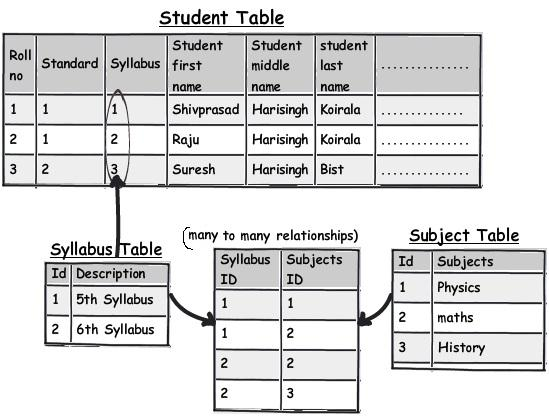 Student Table
Roll no Standard Syllabus Student first name Student middle name student last name ..............
1 1 1 Shivprasad Harisingh Koirala ..............
2 1 2 Raju Harisingh Koirala ..............
3 2 3 Suresh Harisingh Bist ..............
(many to many relationships)
Syllabus Table
Id Description
1 5th Syllabus
2 6th Syllabus
Syllabus ID Subjects ID
1 1
1 2
2 2
2 3
Subject Table
Id Subjects
1 Physics
2 maths
3 History